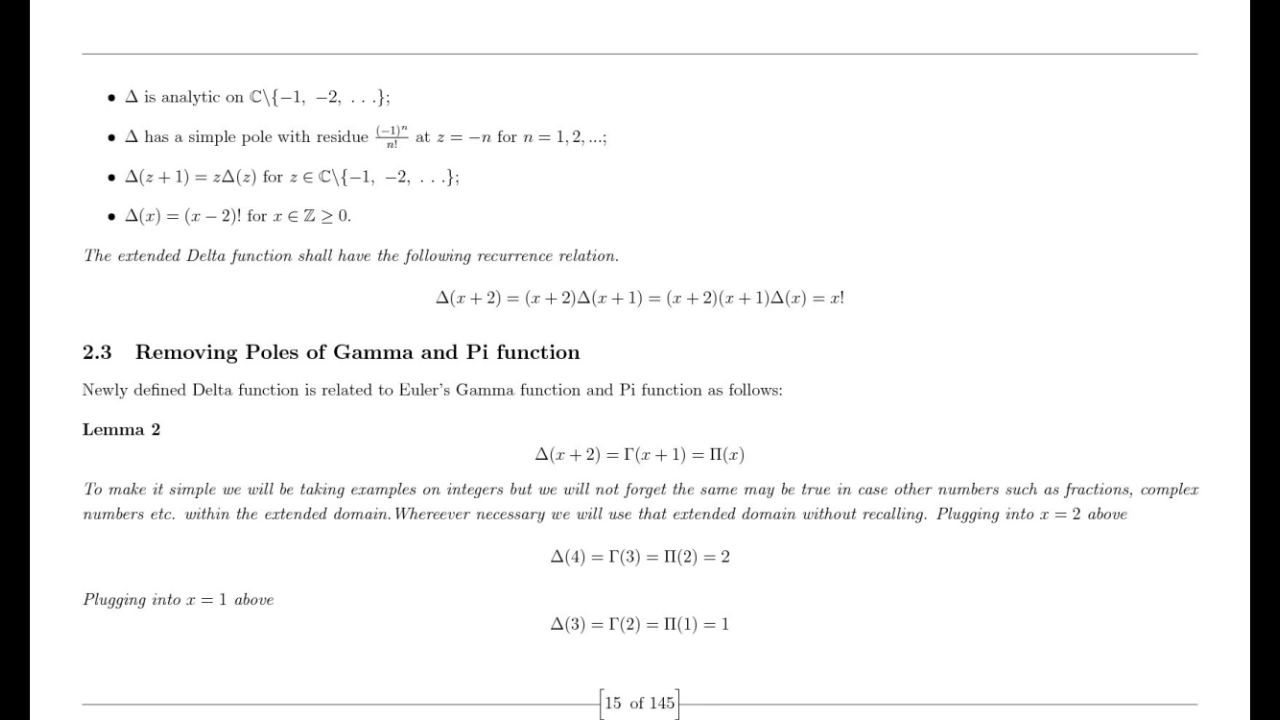 • Δ is analytic on ℂ\{−1, −2, . . .};
• Δ has a simple pole with residue (−1)ⁿ/n! at z = −n for n = 1, 2, ...;
• Δ(z + 1) = zΔ(z) for z ∈ ℂ\{−1, −2, . . .};
• Δ(x) = (x − 2)! for x ∈ ℤ ≥ 0.
The extended Delta function shall have the following recurrence relation.
Δ(x + 2) = (x + 2)Δ(x + 1) = (x + 2)(x + 1)Δ(x) = x!
2.3 Removing Poles of Gamma and Pi function
Newly defined Delta function is related to Euler's Gamma function and Pi function as follows:
Lemma 2
Δ(x + 2) = Γ(x + 1) = Π(x)
To make it simple we will be taking examples on integers but we will not forget the same may be true in case other numbers such as fractions, complex
numbers etc. within the extended domain.Whereever necessary we will use that extended domain without recalling. Plugging into x = 2 above
Δ(4) = Γ(3) = Π(2) = 2
Plugging into x = 1 above
Δ(3) = Γ(2) = Π(1) = 1
[15 of 145]